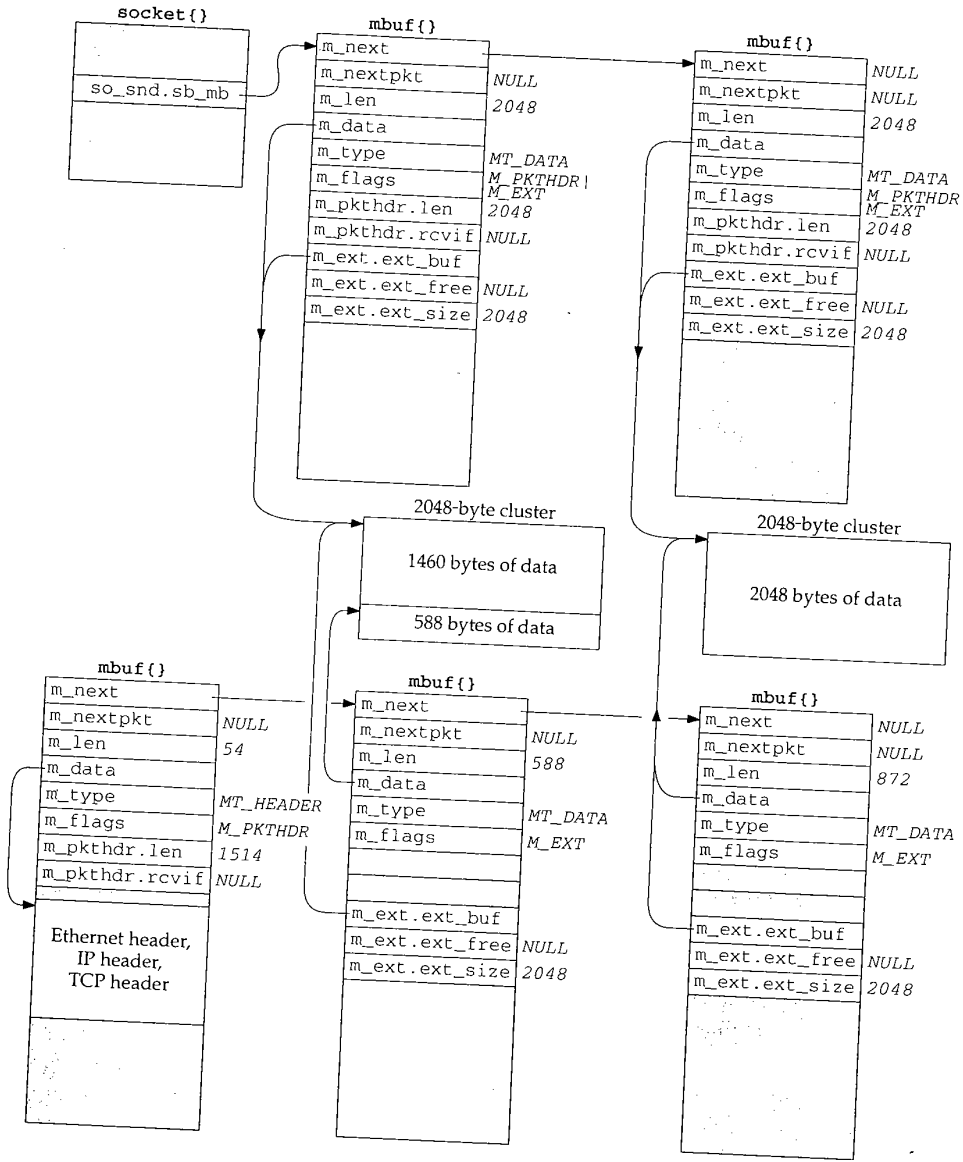 socket{}
so_snd.sb_mb
mbuf{}
m_next
m_nextpkt NULL
m_len 2048
m_data
m_type MT_DATA
m_flags M_PKTHDR|
M_EXT
m_pkthdr.len 2048
m_pkthdr.rcvif NULL
m_ext.ext_buf
m_ext.ext_free NULL
m_ext.ext_size 2048
mbuf{}
m_next NULL
m_nextpkt NULL
m_len 2048
m_data
m_type MT_DATA
m_flags M_PKTHDR
M_EXT
m_pkthdr.len 2048
m_pkthdr.rcvif NULL
m_ext.ext_buf
m_ext.ext_free NULL
m_ext.ext_size 2048
2048-byte cluster
1460 bytes of data
588 bytes of data
2048-byte cluster
2048 bytes of data
mbuf{}
m_next
m_nextpkt NULL
m_len 54
m_data
m_type MT_HEADER
m_flags M_PKTHDR
m_pkthdr.len 1514
m_pkthdr.rcvif NULL
Ethernet header,
IP header,
TCP header
mbuf{}
m_next
m_nextpkt NULL
m_len 588
m_data
m_type MT_DATA
m_flags M_EXT
m_ext.ext_buf
m_ext.ext_free NULL
m_ext.ext_size 2048
mbuf{}
m_next NULL
m_nextpkt NULL
m_len 872
m_data
m_type MT_DATA
m_flags M_EXT
m_ext.ext_buf
m_ext.ext_free NULL
m_ext.ext_size 2048